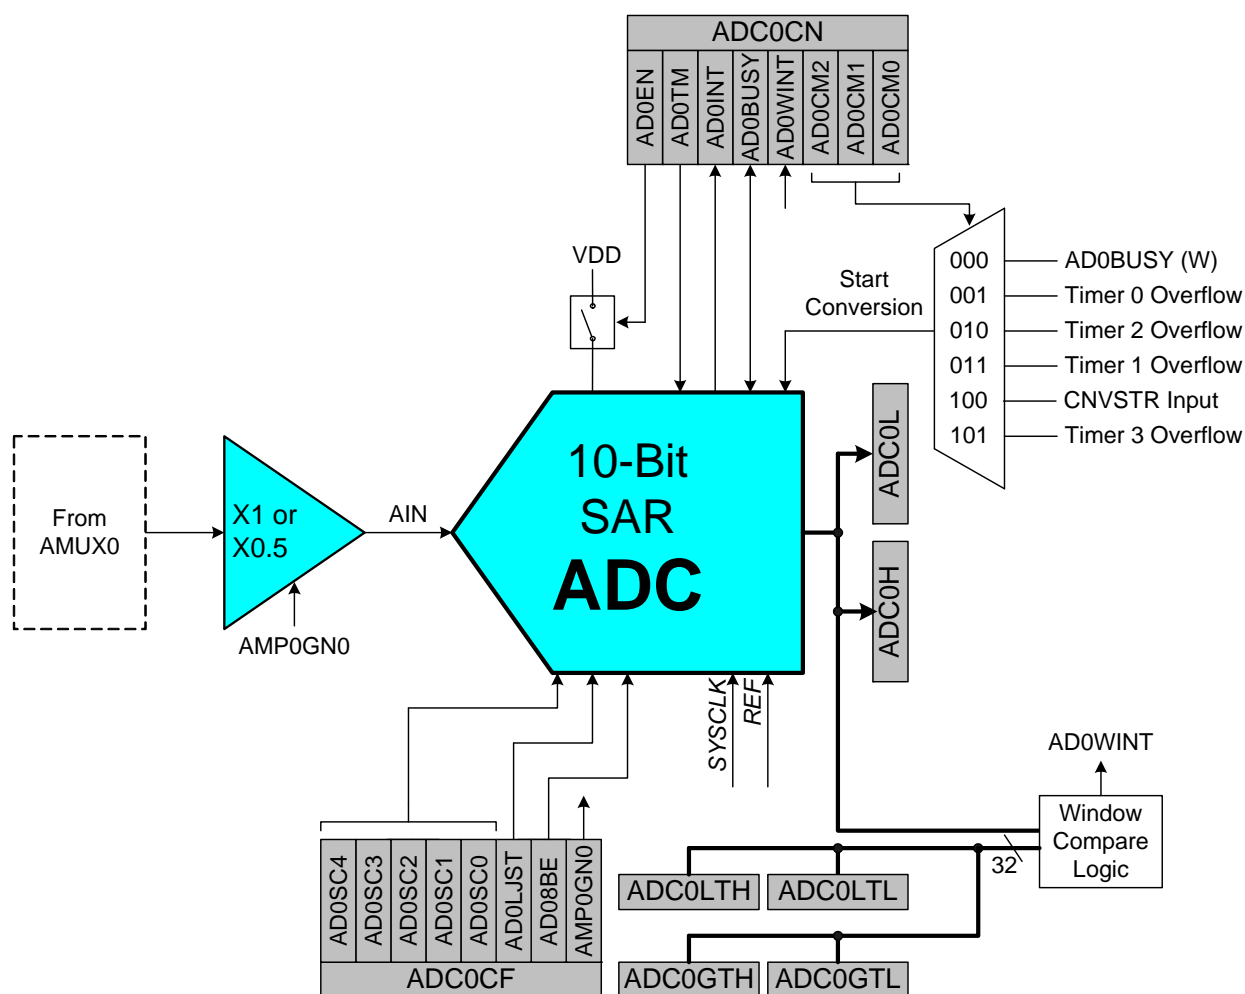 ADC0CN
AD0EN
AD0TM
AD0INT
AD0BUSY
AD0WINT
AD0CM2
AD0CM1
AD0CM0
VDD
Start
Conversion
000
AD0BUSY (W)
001
Timer 0 Overflow
010
Timer 2 Overflow
011
Timer 1 Overflow
100
CNVSTR Input
101
Timer 3 Overflow
From
AMUX0
X1 or
X0.5
AIN
AMP0GN0
10-Bit
SAR
ADC
ADC0L
ADC0H
SYSCLK
REF
AD0WINT
Window
Compare
Logic
32
AD0SC4
AD0SC3
AD0SC2
AD0SC1
AD0SC0
AD0LJST
AD08BE
AMP0GN0
ADC0CF
ADC0LTH
ADC0LTL
ADC0GTH
ADC0GTL